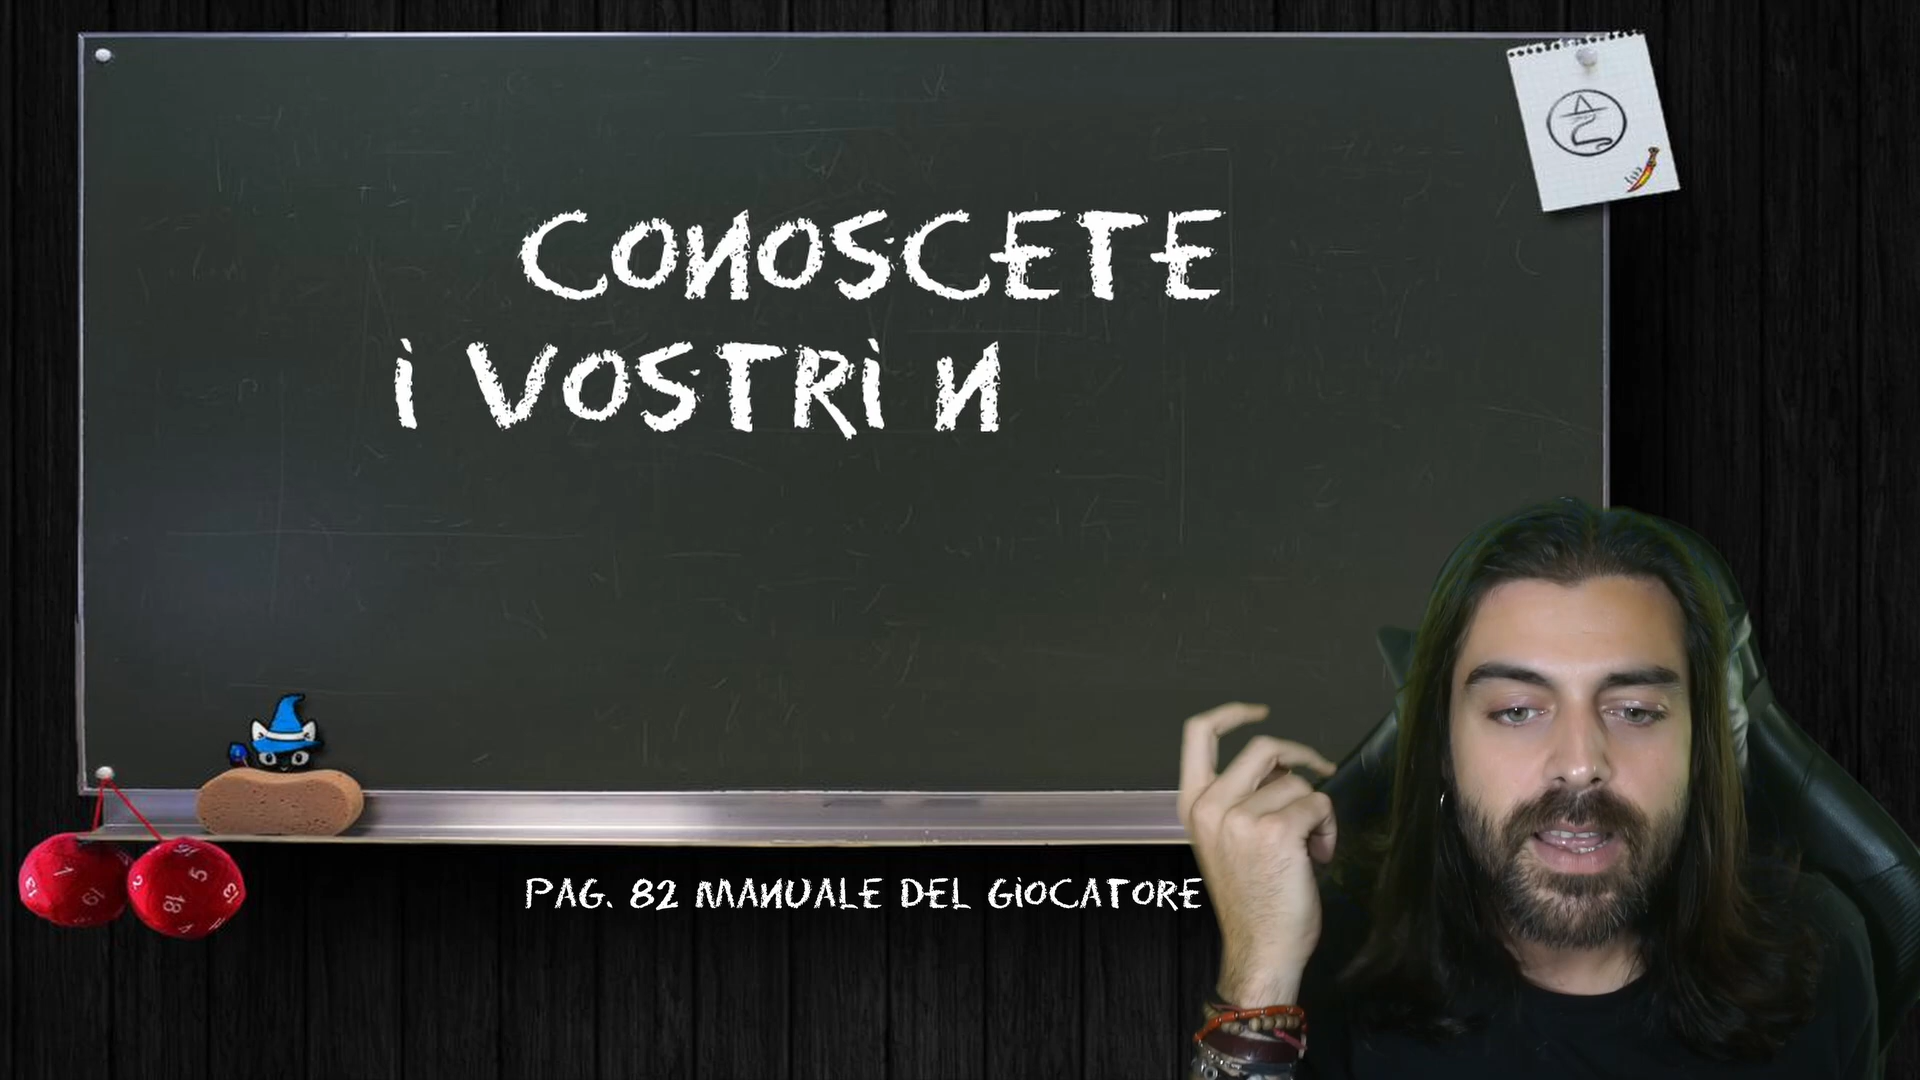 CONOSCETE
i VOSTRi N
PAG. 82 MANUALE DEL GiOCATORE